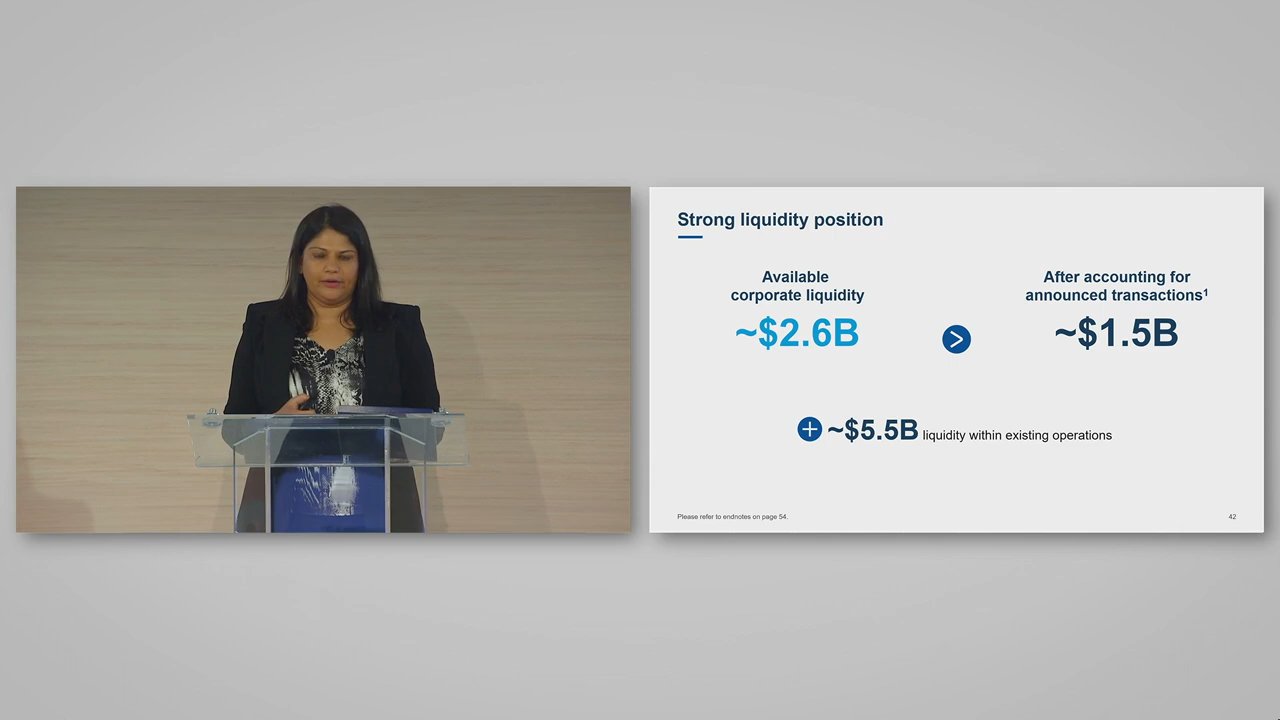 Strong liquidity position
Available
corporate liquidity
~$2.6B
After accounting for
announced transactions¹
~$1.5B
~$5.5B liquidity within existing operations
Please refer to endnotes on page 54.
42